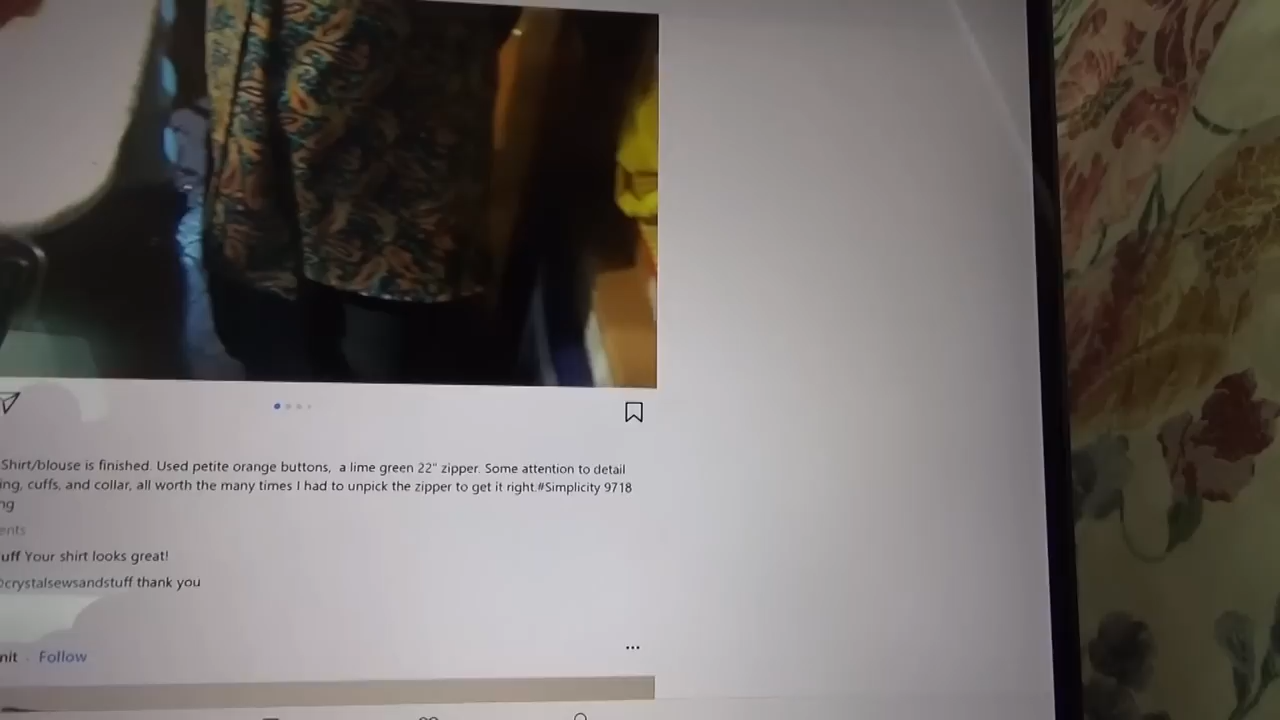 Shirt/blouse is finished. Used petite orange buttons, a lime green 22" zipper. Some attention to detail
ing, cuffs, and collar, all worth the many times I had to unpick the zipper to get it right.#Simplicity 9718
ng
ents
uff Your shirt looks great!
@crystalsewsandstuff thank you
nit · Follow